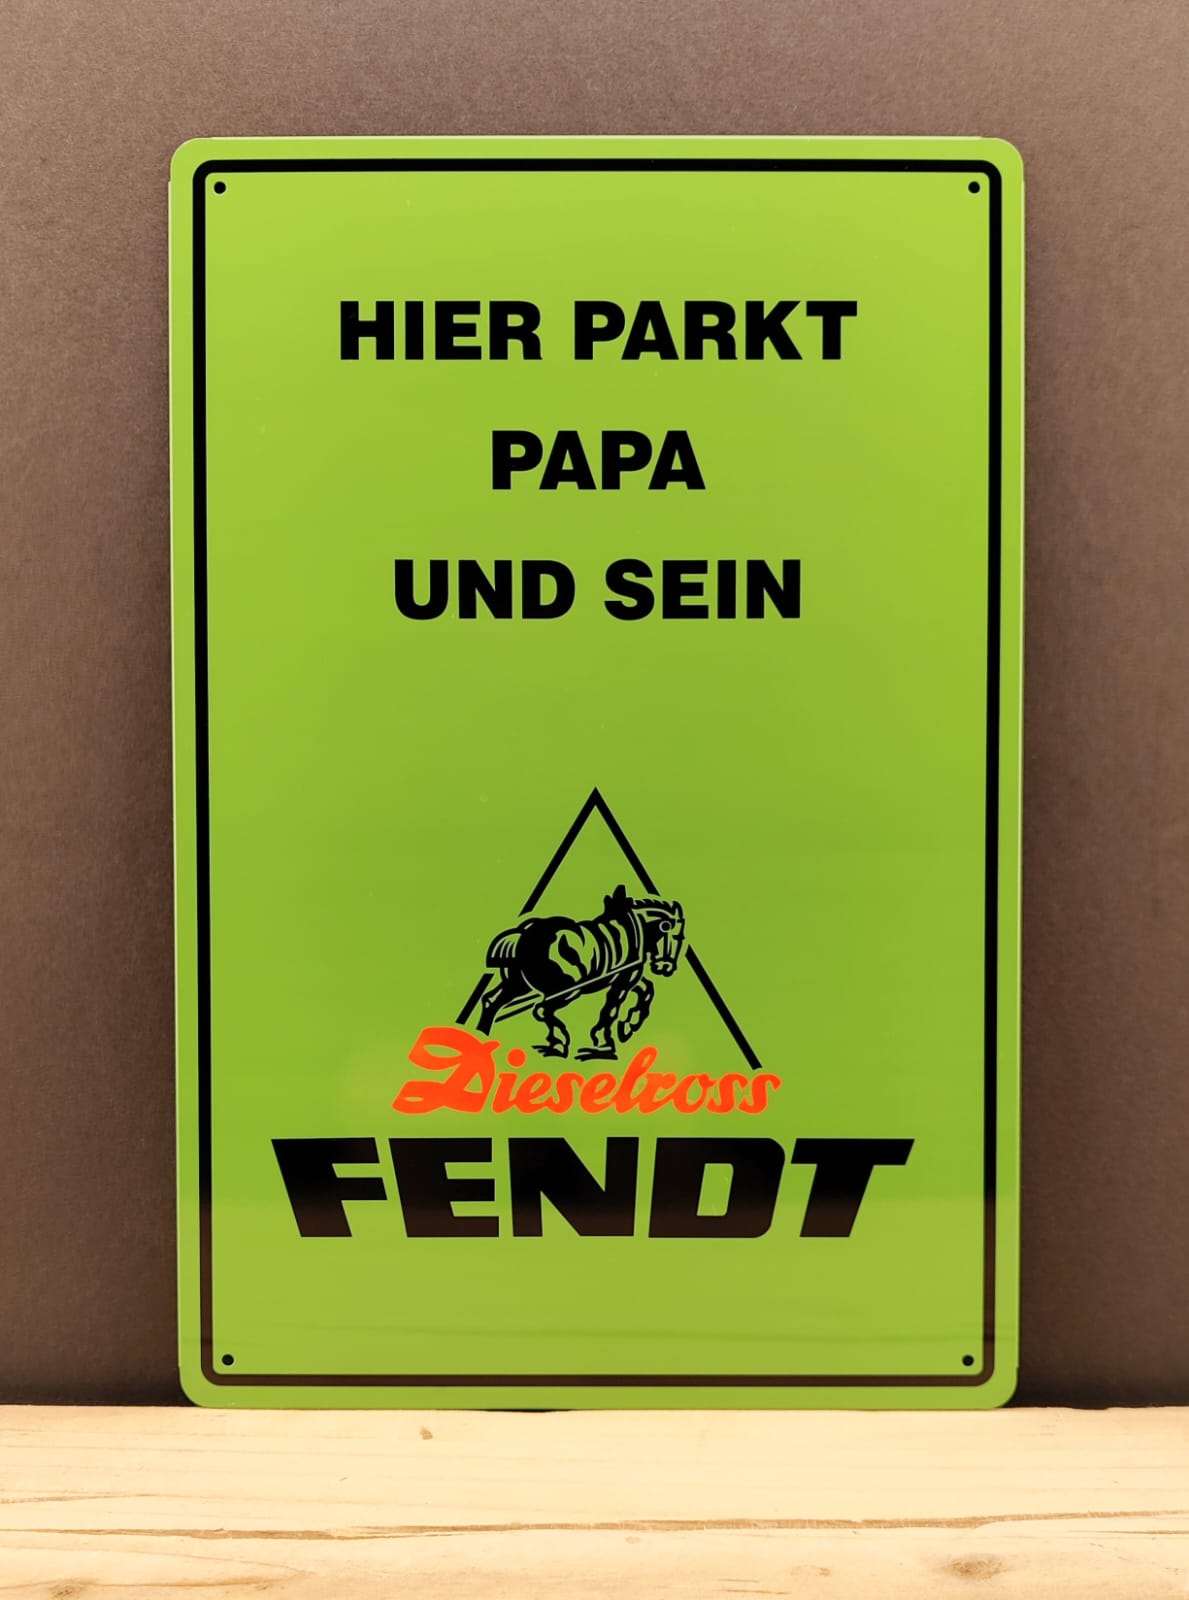 HIER PARKT
PAPA
UND SEIN
Dieselross
FENDT